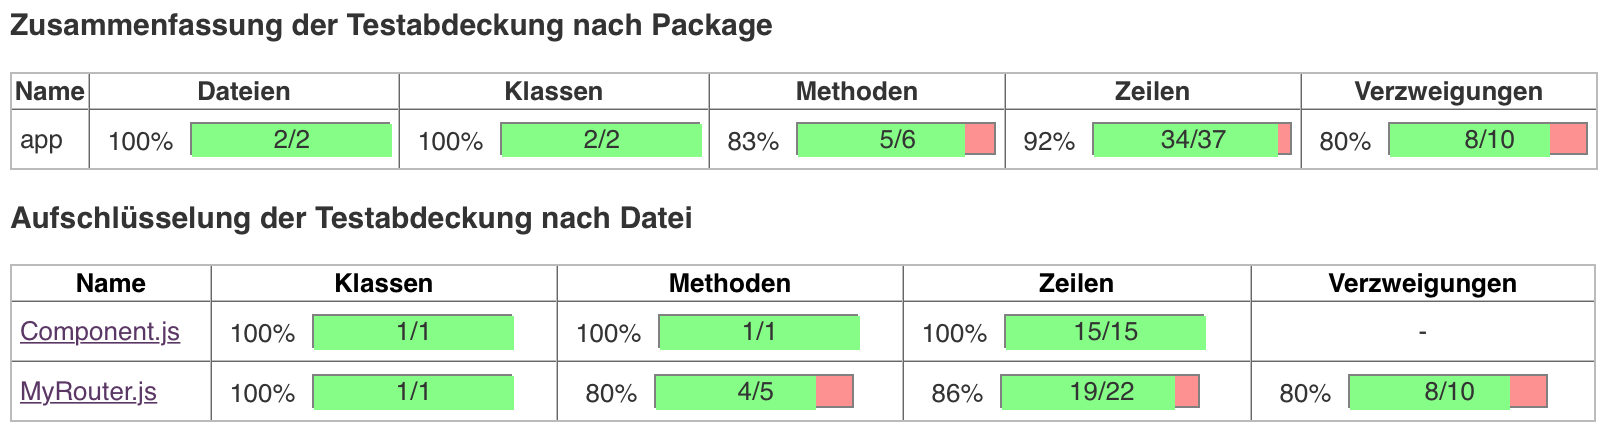 Zusammenfassung der Testabdeckung nach Package
Name Dateien Klassen Methoden Zeilen Verzweigungen
app 100% 2/2 100% 2/2 83% 5/6 92% 34/37 80% 8/10
Aufschlüsselung der Testabdeckung nach Datei
Name Klassen Methoden Zeilen Verzweigungen
Component.js 100% 1/1 100% 1/1 100% 15/15 -
MyRouter.js 100% 1/1 80% 4/5 86% 19/22 80% 8/10